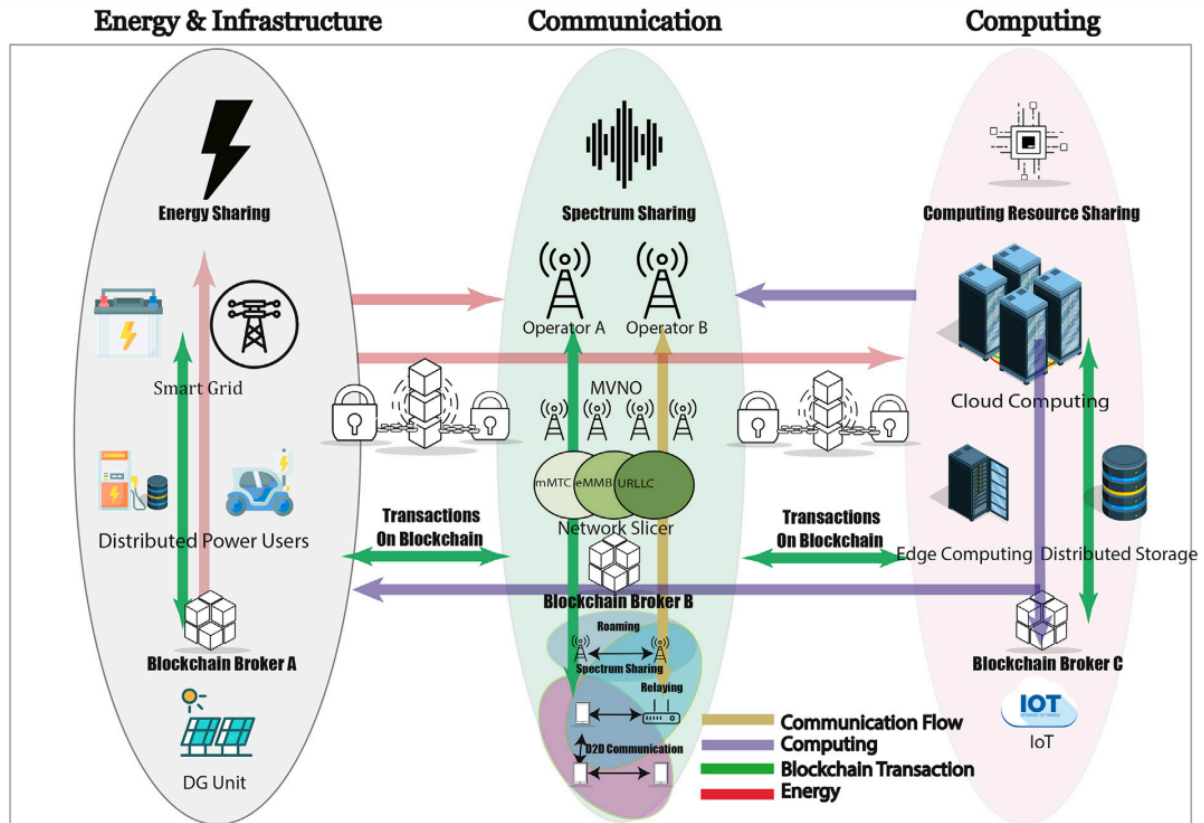 Energy & Infrastructure
Communication
Computing
Energy Sharing
Spectrum Sharing
Computing Resource Sharing
Operator A
Operator B
Smart Grid
MVNO
Cloud Computing
mMTC
eMMB
URLLC
Network Slicer
Distributed Power Users
Transactions
On Blockchain
Transactions
On Blockchain
Edge Computing
Distributed Storage
Blockchain Broker A
Blockchain Broker B
Blockchain Broker C
Roaming
Spectrum Sharing
Relaying
D2D Communication
DG Unit
IOT
INTERNET OF THINGS
IoT
Communication Flow
Computing
Blockchain Transaction
Energy